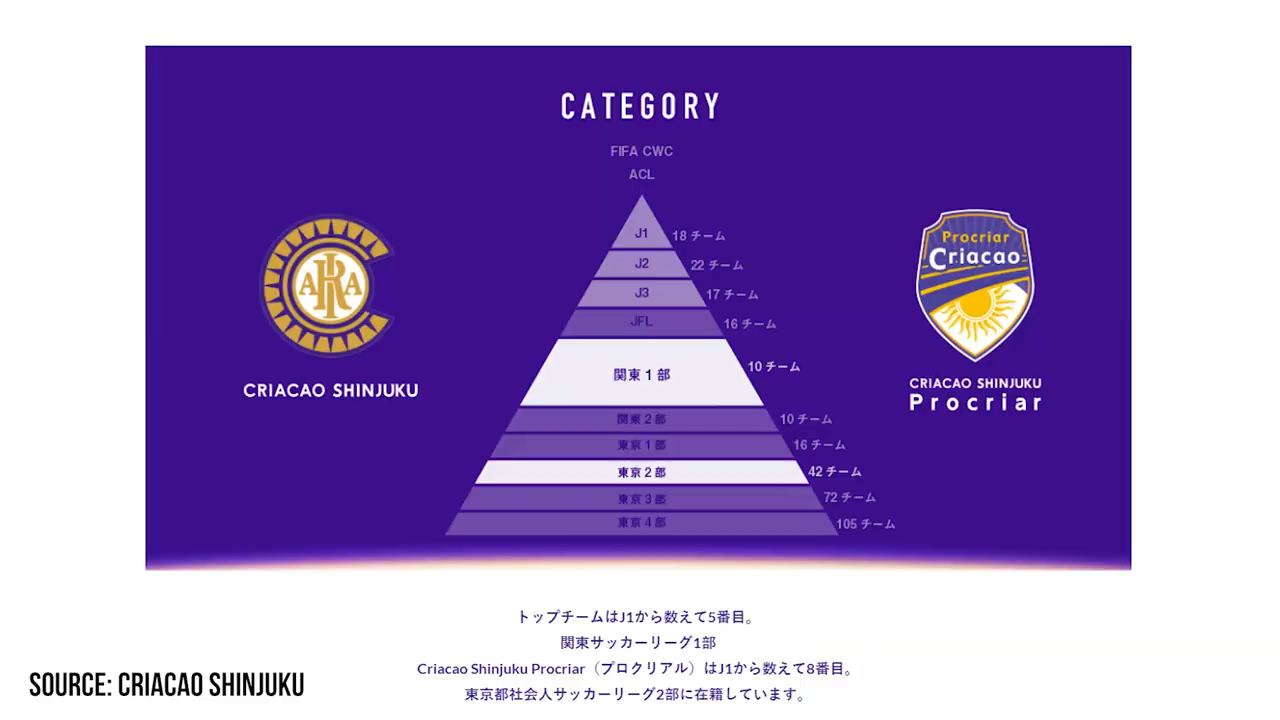 CATEGORY
FIFA CWC
ACL
J1 18 チーム
J2 22 チーム
J3 17 チーム
JFL 16 チーム
関東 1 部 10 チーム
関東 2 部 10 チーム
東京 1 部 16 チーム
東京 2 部 42 チーム
東京 3 部 72 チーム
東京 4 部 105 チーム
ARA
CRIACAO SHINJUKU
Procriar
Criacao
CRIACAO SHINJUKU
Procriar
トップチームはJ1から数えて5番目。
関東サッカーリーグ1部
Criacao Shinjuku Procriar（プロクリアル）はJ1から数えて8番目。
東京都社会人サッカーリーグ2部に在籍しています。
SOURCE: CRIACAO SHINJUKU